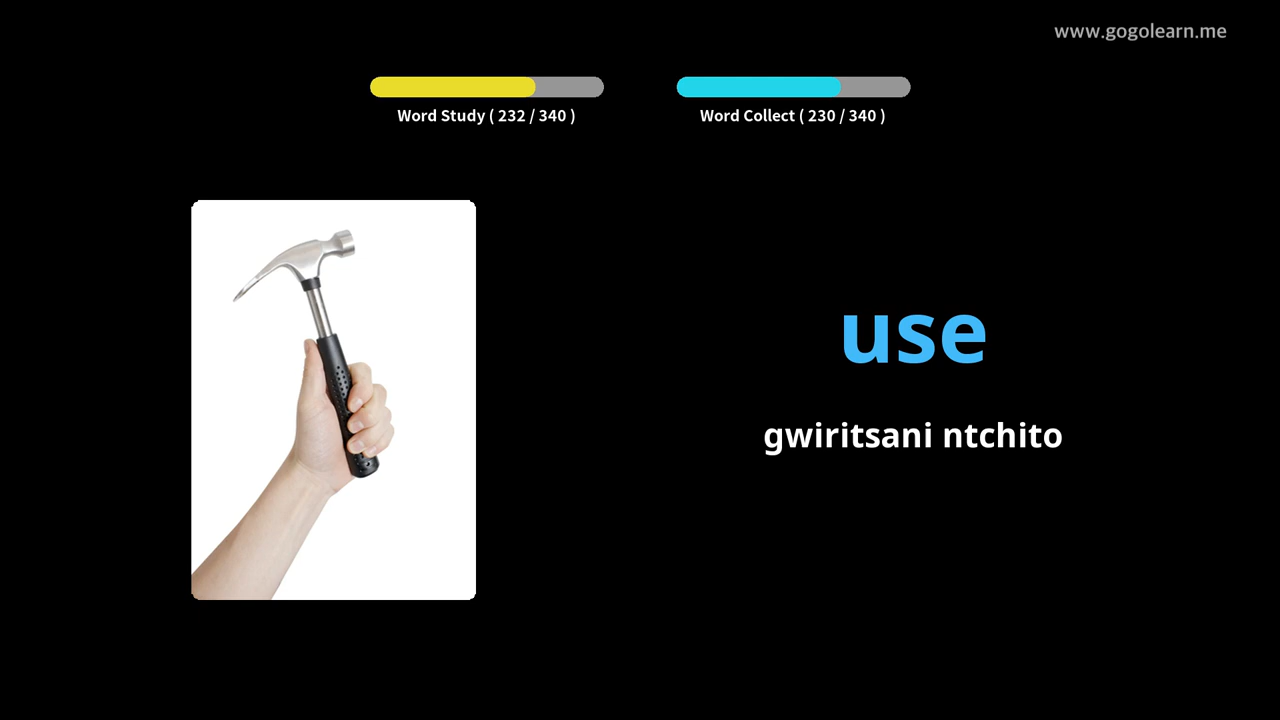 www.gogolearn.me
Word Study ( 232 / 340 )
Word Collect ( 230 / 340 )
use
gwiritsani ntchito